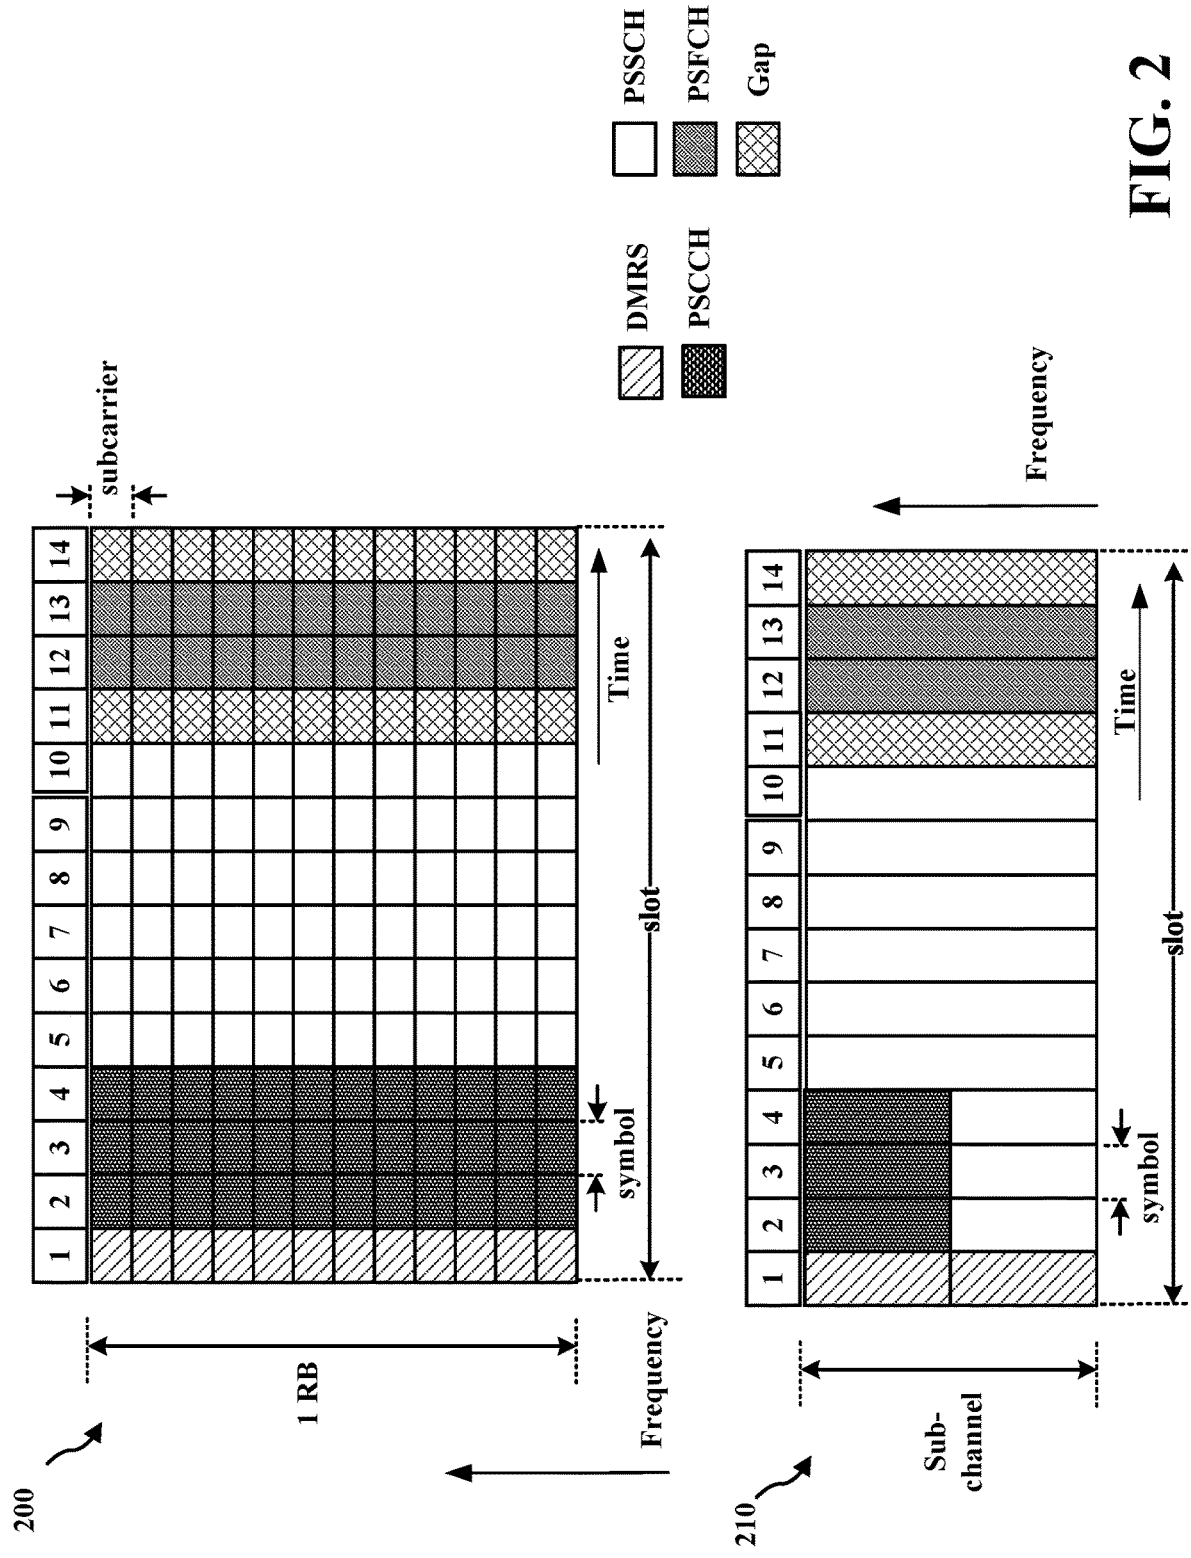 200
1 2 3 4 5 6 7 8 9 10 11 12 13 14
subcarrier
1 RB
Frequency
symbol
Time
slot
DMRS
PSSCH
PSCCH
PSFCH
Gap
210
1 2 3 4 5 6 7 8 9 10 11 12 13 14
Sub-
channel
Frequency
symbol
Time
slot
FIG. 2